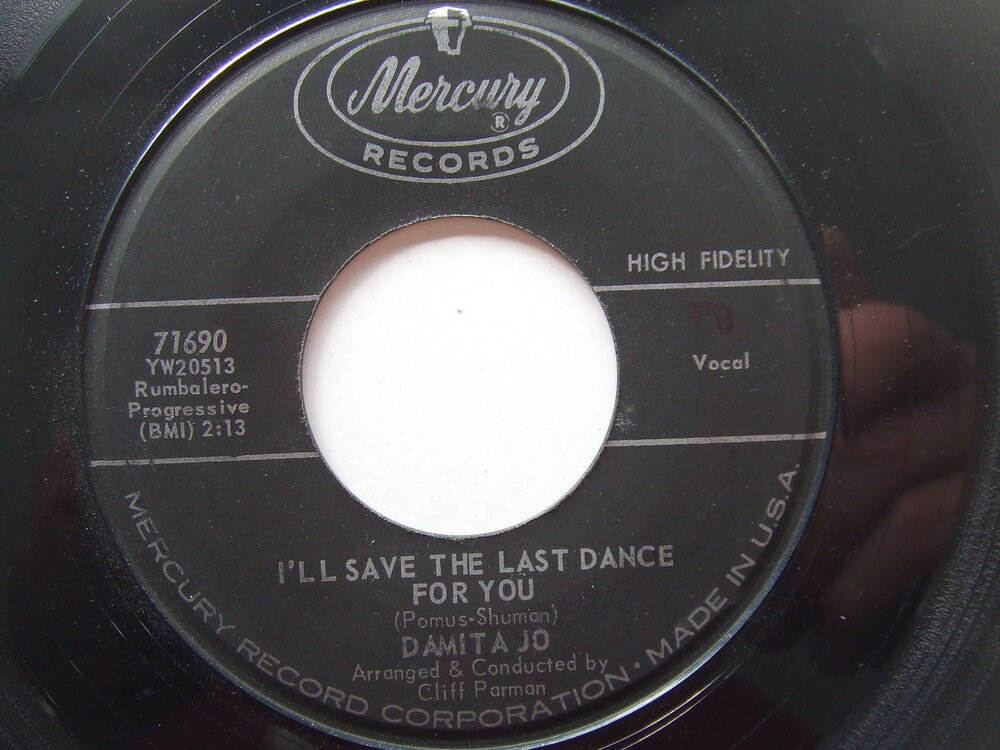 Mercury
®
RECORDS
HIGH FIDELITY
71690
YW20513
Rumbalero-
Progressive
(BMI) 2:13
F8
Vocal
I'LL SAVE THE LAST DANCE
FOR YOU
(Pomus-Shuman)
DAMITA JO
Arranged & Conducted by
Cliff Parman
MERCURY RECORD CORPORATION • MADE IN U.S.A.